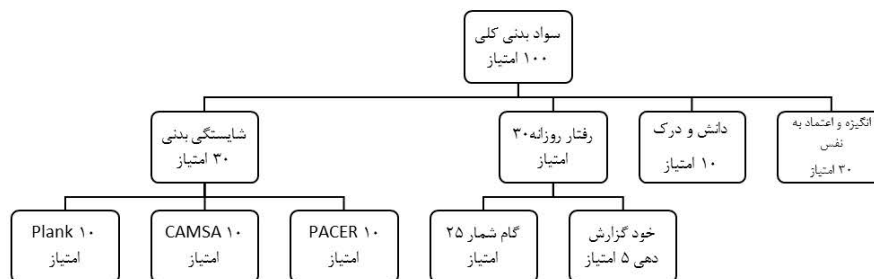 سواد بدنی کلی
۱۰۰ امتیاز
انگیزه و اعتماد به
نفس
۳۰ امتیاز
دانش و درک
۱۰ امتیاز
رفتار روزانه۳۰
امتیاز
شایستگی بدنی
۳۰ امتیاز
خود گزارش
دهی ۵ امتیاز
گام شمار ۲۵
امتیاز
PACER ۱۰
امتیاز
CAMSA ۱۰
امتیاز
Plank ۱۰
امتیاز